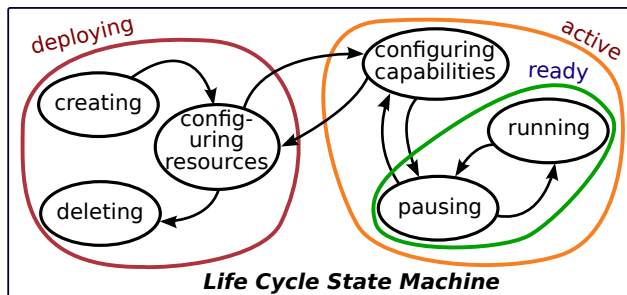 deploying
creating
config-
uring
resources
deleting
active
configuring
capabilities
ready
running
pausing
Life Cycle State Machine